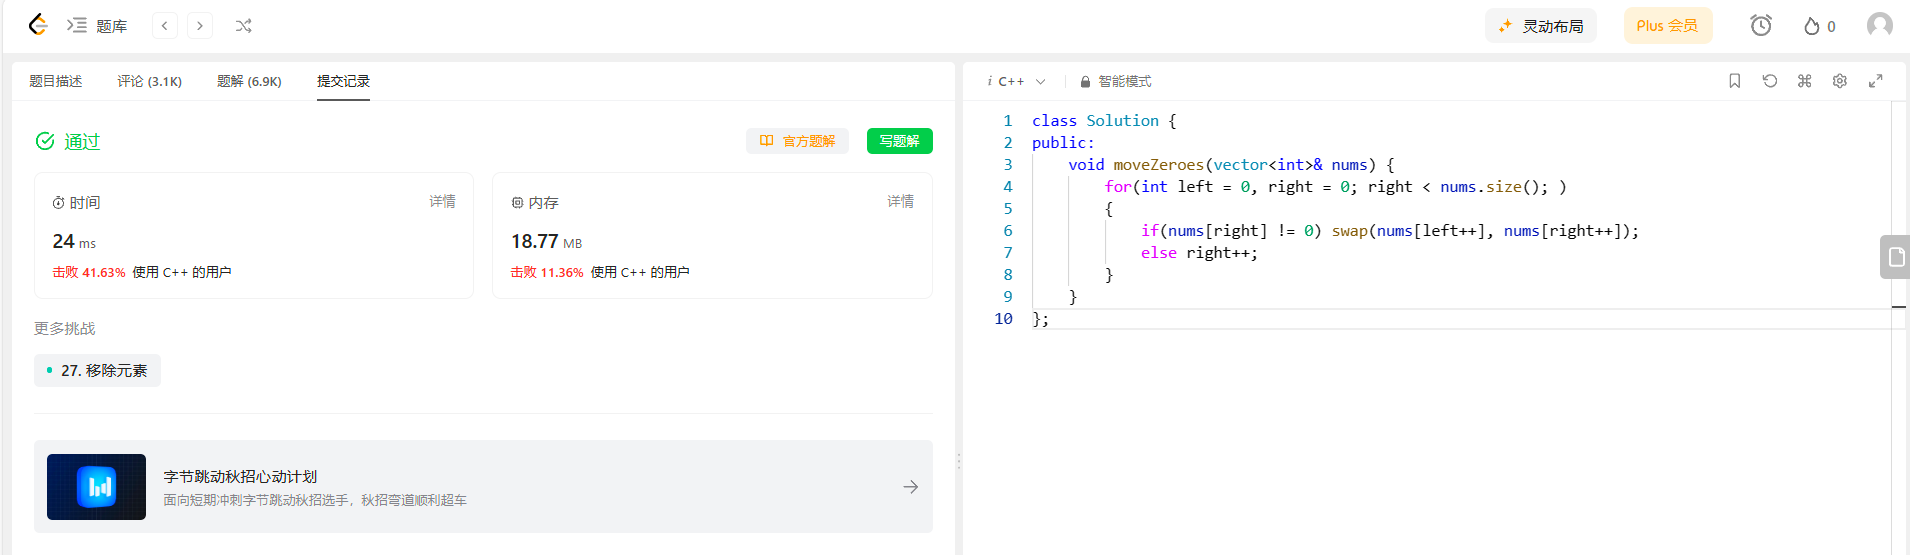 题库
灵动布局
Plus 会员
0
题目描述 评论 (3.1K) 题解 (6.9K) 提交记录
通过
官方题解
写题解
时间 详情
24 ms
击败 41.63% 使用 C++ 的用户
内存 详情
18.77 MB
击败 11.36% 使用 C++ 的用户
更多挑战
27. 移除元素
字节跳动秋招心动计划
面向短期冲刺字节跳动秋招选手，秋招弯道顺利超车
i C++ 智能模式
1 class Solution {
2 public:
3     void moveZeroes(vector<int>& nums) {
4         for(int left = 0, right = 0; right < nums.size(); )
5         {
6             if(nums[right] != 0) swap(nums[left++], nums[right++]);
7             else right++;
8         }
9     }
10 };